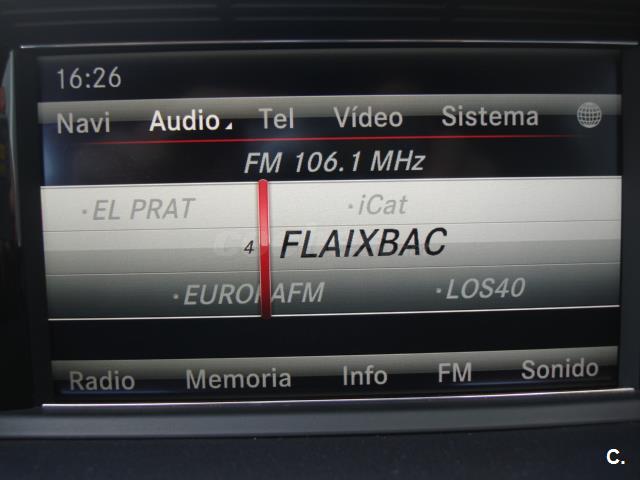 16:26
Navi Audio Tel Vídeo Sistema
FM 106.1 MHz
·EL PRAT ·iCat
4 FLAIXBAC
·EUROPAFM ·LOS40
Radio Memoria Info FM Sonido
C.